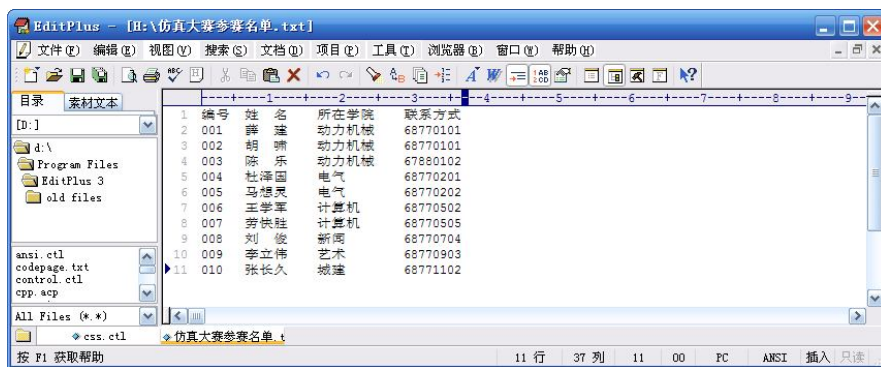 EditPlus - [H:\仿真大赛参赛名单.txt]
文件(F) 编辑(E) 视图(V) 搜索(S) 文档(D) 项目(P) 工具(T) 浏览器(B) 窗口(W) 帮助(H)
目录 素材文本
----+----1----+----2----+----3----+----4----+----5----+----6----+----7----+----8----+----9--
[D:]
d:\
Program Files
EditPlus 3
old files
1 编号 姓 名 所在学院 联系方式
2 001 薛 建 动力机械 68770101
3 002 胡 啸 动力机械 68770101
4 003 陈 乐 动力机械 67880102
5 004 杜泽国 电气 68770201
6 005 马想灵 电气 68770202
7 006 王学军 计算机 68770502
8 007 劳快胜 计算机 68770505
9 008 刘 俊 新闻 68770704
10 009 李立伟 艺术 68770903
11 010 张长久 城建 68771102
ansi.ctl
codepage.txt
control.ctl
cpp.acp
All Files (*.*)
css.ctl 仿真大赛参赛名单.t
按 F1 获取帮助 11 行 37 列 11 00 PC ANSI 插入 只读